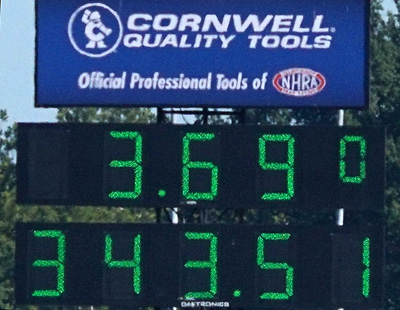 CORNWELL®
QUALITY TOOLS
Official Professional Tools of NHRA
3.690
343.51
DAKTRONICS